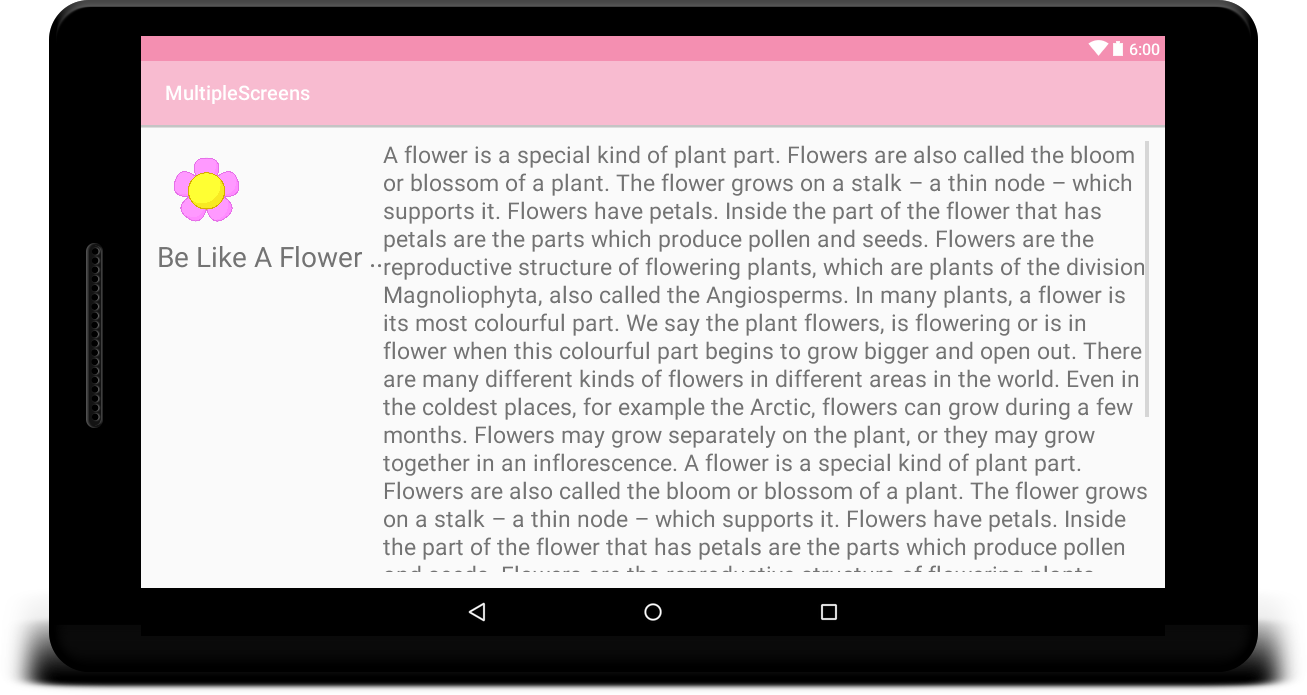 6:00
MultipleScreens
Be Like A Flower ...
A flower is a special kind of plant part. Flowers are also called the bloom
or blossom of a plant. The flower grows on a stalk – a thin node – which
supports it. Flowers have petals. Inside the part of the flower that has
petals are the parts which produce pollen and seeds. Flowers are the
reproductive structure of flowering plants, which are plants of the division
Magnoliophyta, also called the Angiosperms. In many plants, a flower is
its most colourful part. We say the plant flowers, is flowering or is in
flower when this colourful part begins to grow bigger and open out. There
are many different kinds of flowers in different areas in the world. Even in
the coldest places, for example the Arctic, flowers can grow during a few
months. Flowers may grow separately on the plant, or they may grow
together in an inflorescence. A flower is a special kind of plant part.
Flowers are also called the bloom or blossom of a plant. The flower grows
on a stalk – a thin node – which supports it. Flowers have petals. Inside
the part of the flower that has petals are the parts which produce pollen
and seeds. Flowers are the reproductive structure of flowering plants,